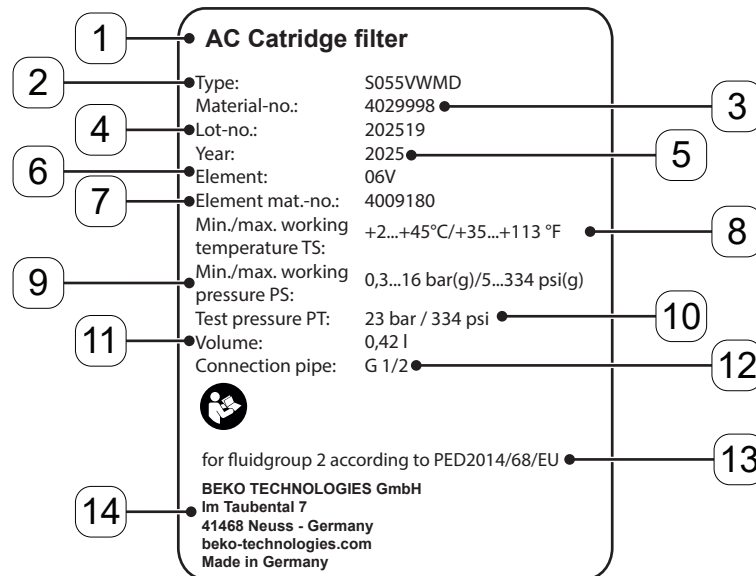 1 AC Catridge filter
2 Type: S055VWMD
Material-no.: 4029998 3
4 Lot-no.: 202519
Year: 2025 5
6 Element: 06V
7 Element mat.-no.: 4009180
Min./max. working
temperature TS: +2...+45°C/+35...+113 °F 8
9 Min./max. working
pressure PS: 0,3...16 bar(g)/5...334 psi(g)
Test pressure PT: 23 bar / 334 psi 10
11 Volume: 0,42 l
Connection pipe: G 1/2 12
for fluidgroup 2 according to PED2014/68/EU 13
BEKO TECHNOLOGIES GmbH
14 Im Taubental 7
41468 Neuss - Germany
beko-technologies.com
Made in Germany